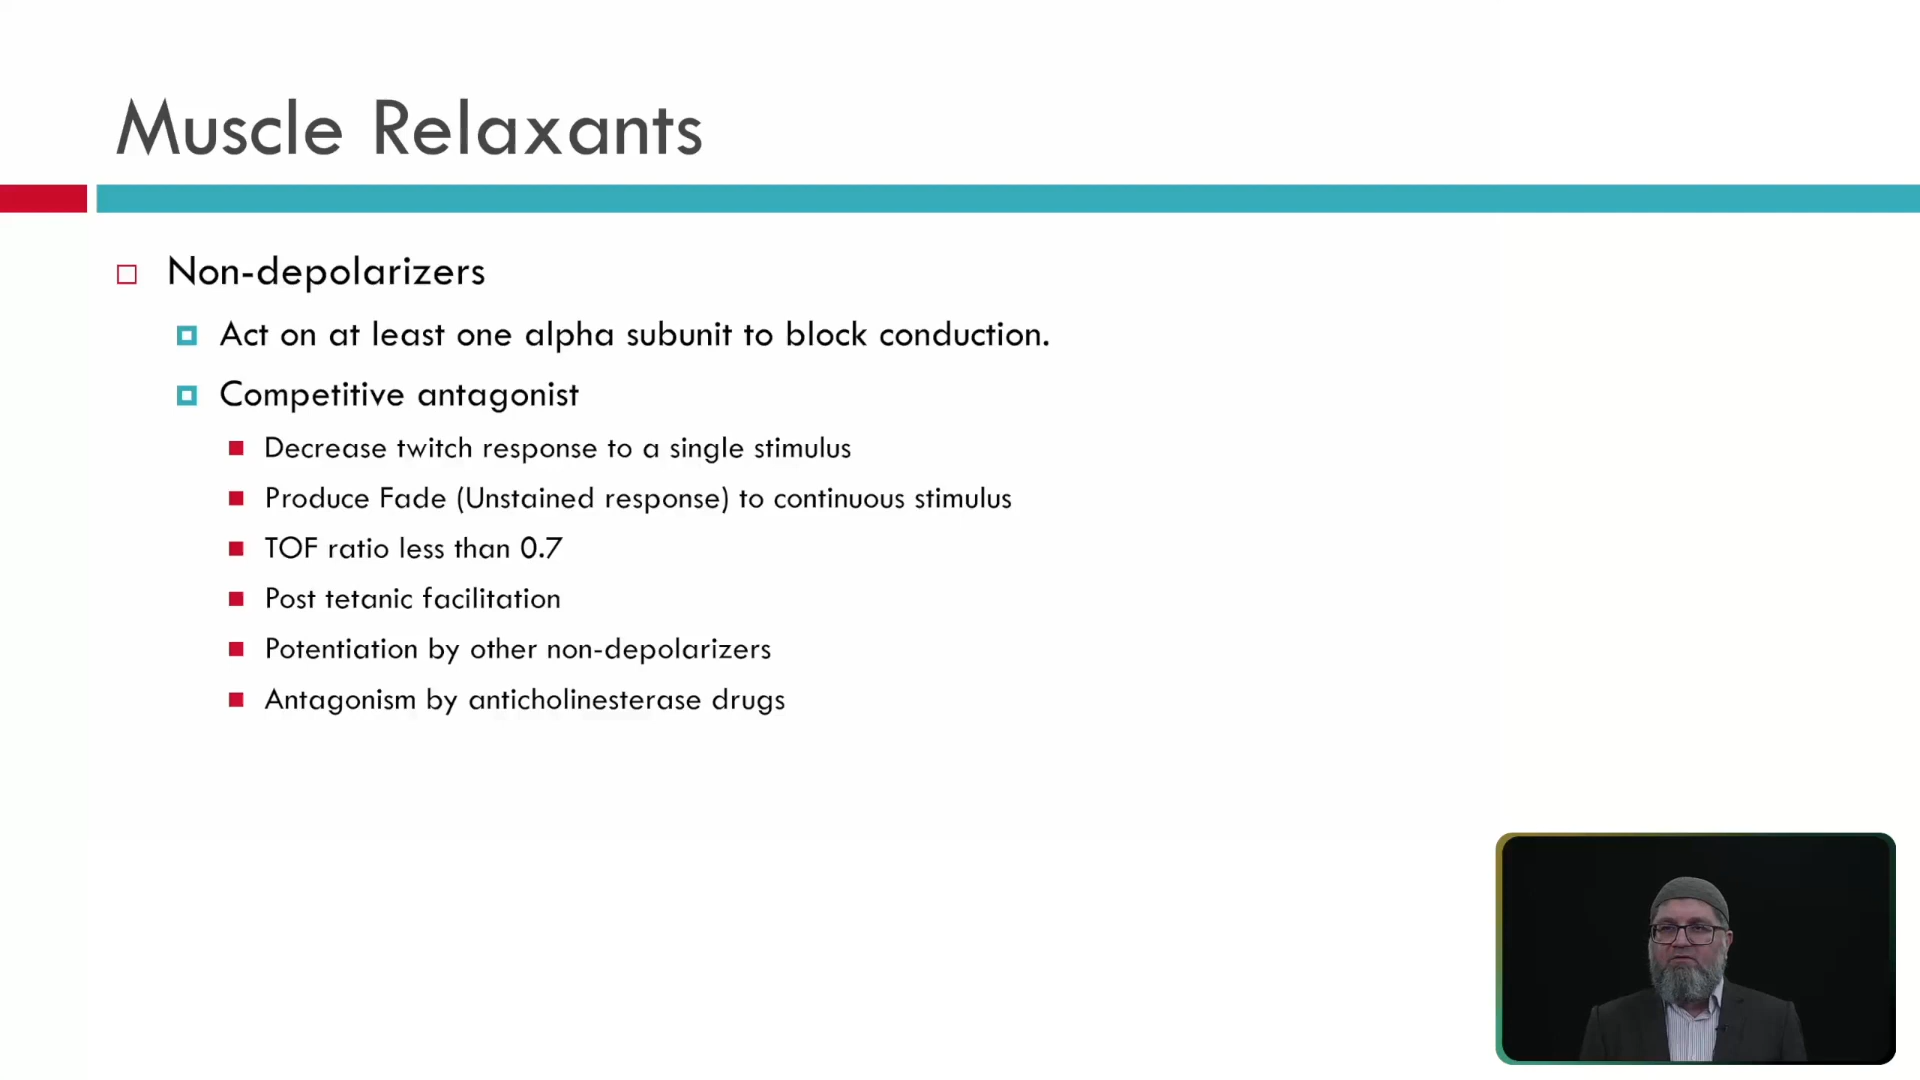 Muscle Relaxants
Non-depolarizers
Act on at least one alpha subunit to block conduction.
Competitive antagonist
Decrease twitch response to a single stimulus
Produce Fade (Unstained response) to continuous stimulus
TOF ratio less than 0.7
Post tetanic facilitation
Potentiation by other non-depolarizers
Antagonism by anticholinesterase drugs